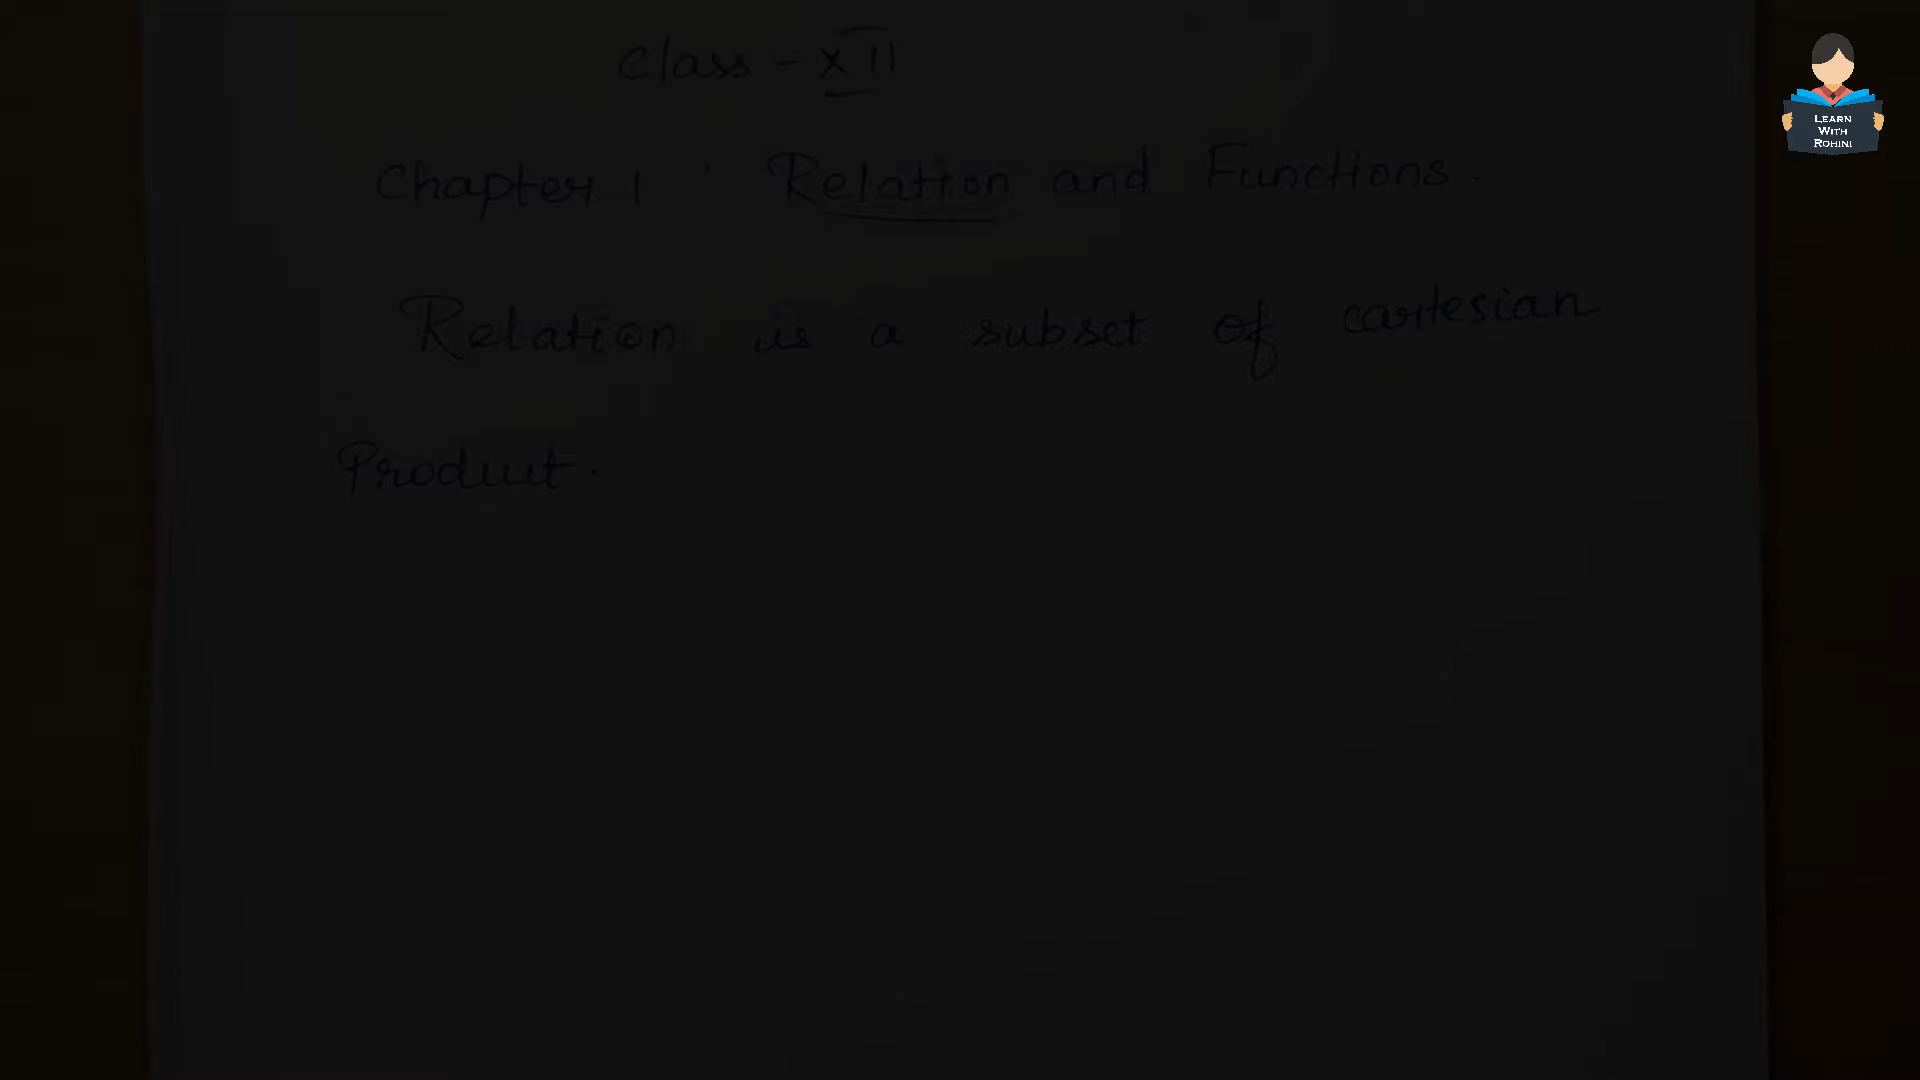 Class - XII
Chapter 1 : Relation and Functions.
Relation is a subset of cartesian
Product.
LEARN
WITH
ROHINI